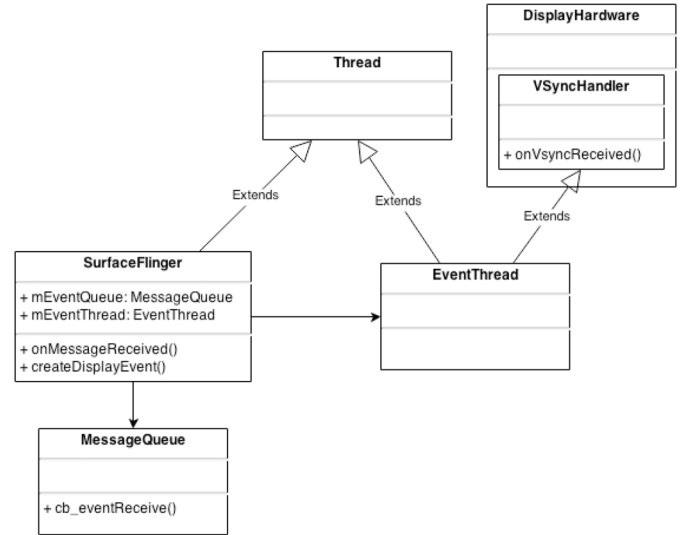 DisplayHardware
Thread
VSyncHandler
+ onVsyncReceived()
Extends
Extends
Extends
SurfaceFlinger
+ mEventQueue: MessageQueue
+ mEventThread: EventThread
+ onMessageReceived()
+ createDisplayEvent()
EventThread
MessageQueue
+ cb_eventReceive()